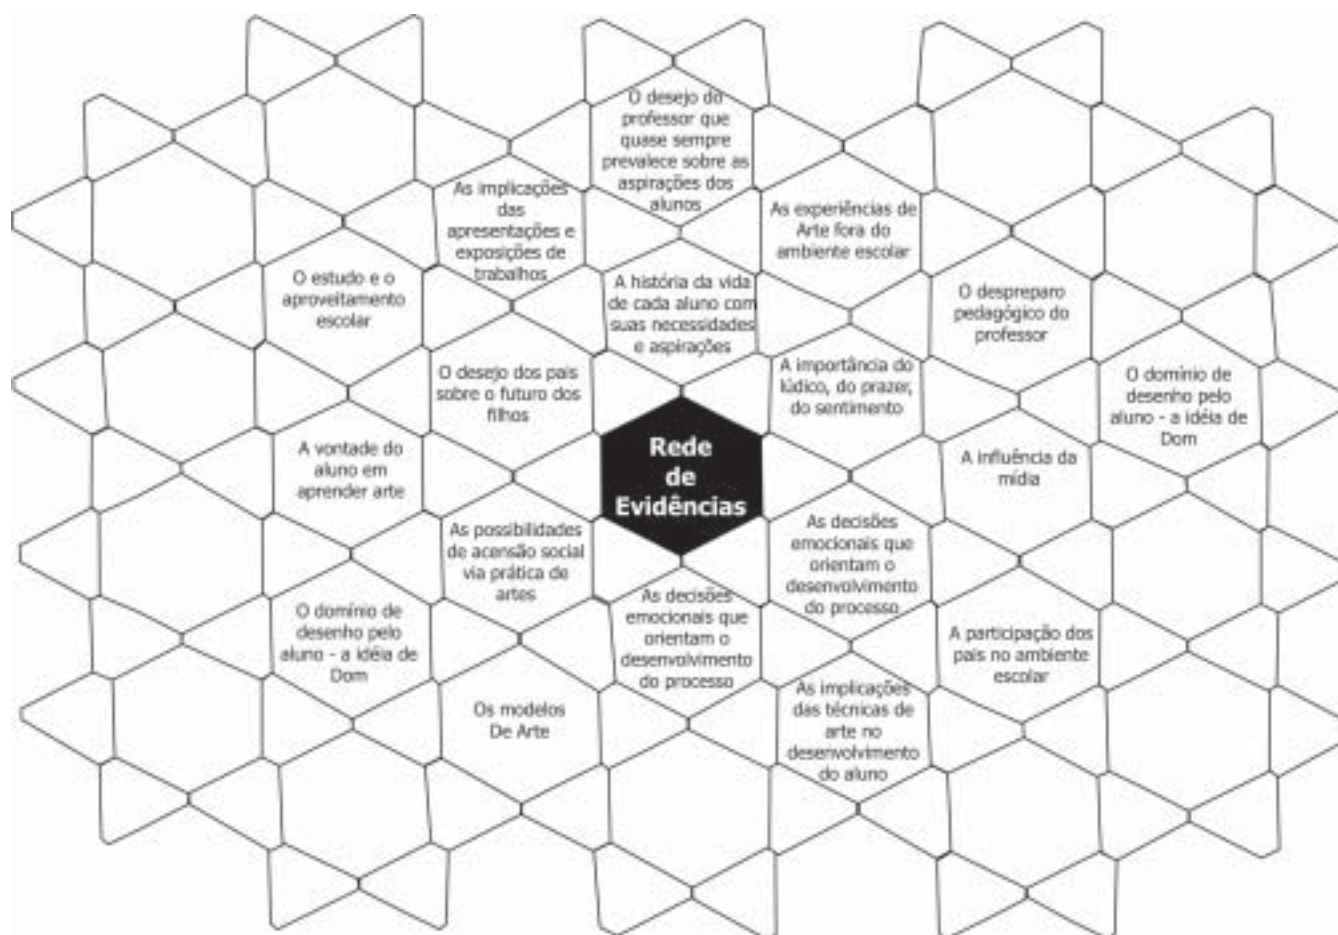 O desejo do
professor que
quase sempre
prevalece sobre as
aspirações dos
alunos
As implicações
das
apresentações e
exposições de
trabalhos
As experiências de
Arte fora do
ambiente escolar
O estudo e o
aproveitamento
escolar
A história da vida
de cada aluno com
suas necessidades
e aspirações
O despreparo
pedagógico do
professor
O desejo dos pais
sobre o futuro dos
filhos
A importância do
lúdico, do prazer,
do sentimento
O domínio de
desenho pelo
aluno - a idéia de
Dom
Rede
de
Evidências
A vontade do
aluno em
aprender arte
A influência da
mídia
As possibilidades
de acensão social
via prática de
artes
As decisões
emocionais que
orientam o
desenvolvimento
do processo
O domínio de
desenho pelo
aluno - a idéia de
Dom
As decisões
emocionais que
orientam o
desenvolvimento
do processo
A participação dos
pais no ambiente
escolar
Os modelos
De Arte
As implicações
das técnicas de
arte no
desenvolvimento
do aluno